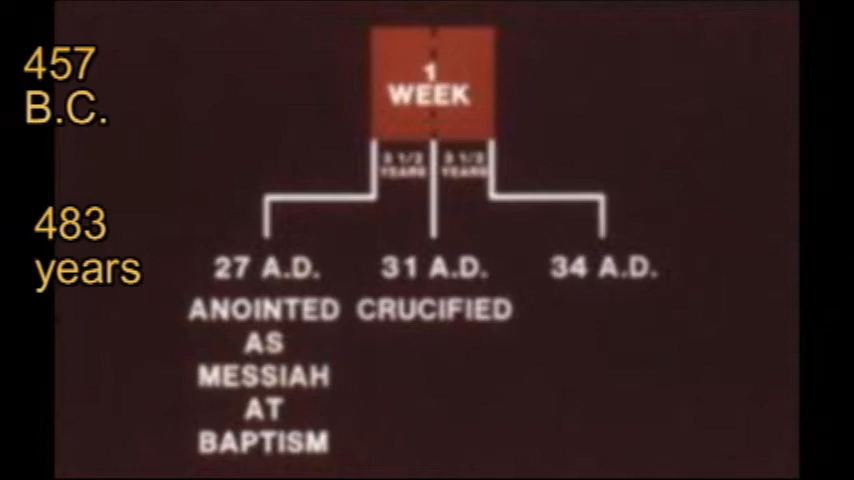 457
B.C.
483
years
1
WEEK
3 1/2
YEARS
3 1/2
YEARS
27 A.D.
ANOINTED
AS
MESSIAH
AT
BAPTISM
31 A.D.
CRUCIFIED
34 A.D.